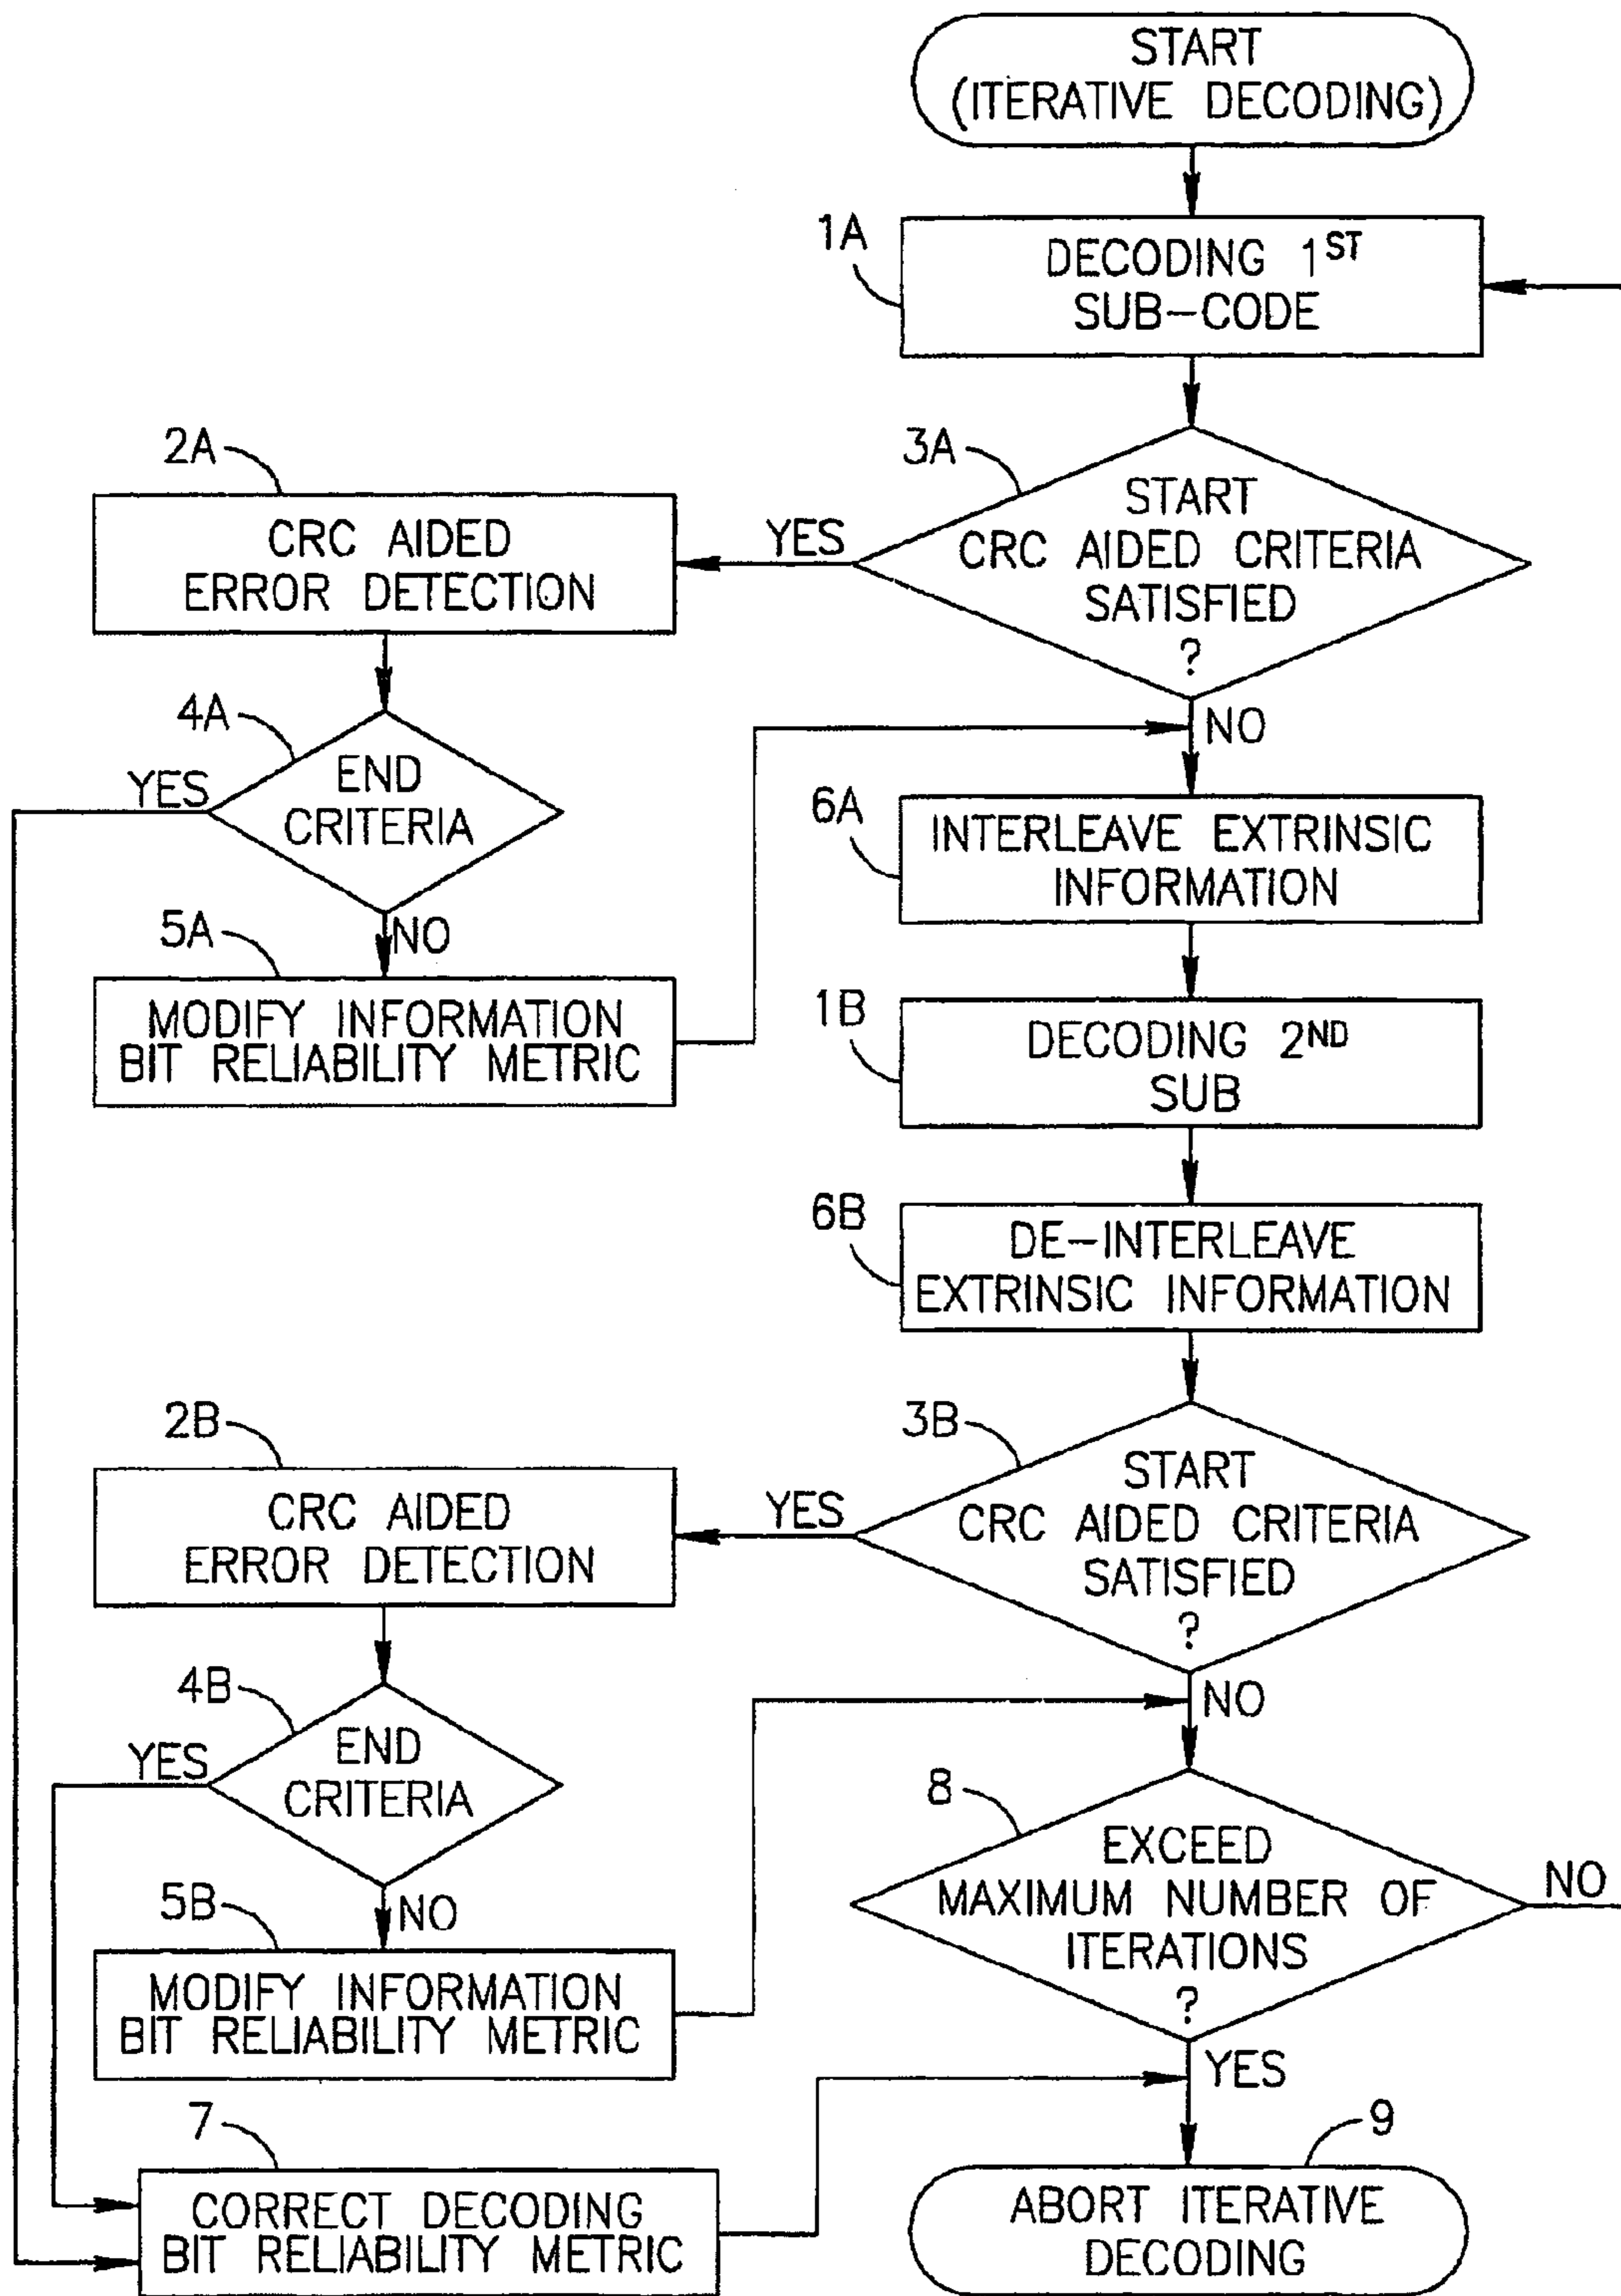 START
(ITERATIVE DECODING)
1A
DECODING 1ST
SUB-CODE
2A
CRC AIDED
ERROR DETECTION
YES
3A
START
CRC AIDED CRITERIA
SATISFIED
?
NO
4A
YES
END
CRITERIA
NO
5A
MODIFY INFORMATION
BIT RELIABILITY METRIC
6A
INTERLEAVE EXTRINSIC
INFORMATION
1B
DECODING 2ND
SUB
6B
DE-INTERLEAVE
EXTRINSIC INFORMATION
2B
CRC AIDED
ERROR DETECTION
YES
3B
START
CRC AIDED CRITERIA
SATISFIED
?
NO
4B
YES
END
CRITERIA
NO
5B
MODIFY INFORMATION
BIT RELIABILITY METRIC
8
EXCEED
MAXIMUM NUMBER OF
ITERATIONS
?
NO
YES
7
CORRECT DECODING
BIT RELIABILITY METRIC
9
ABORT ITERATIVE
DECODING